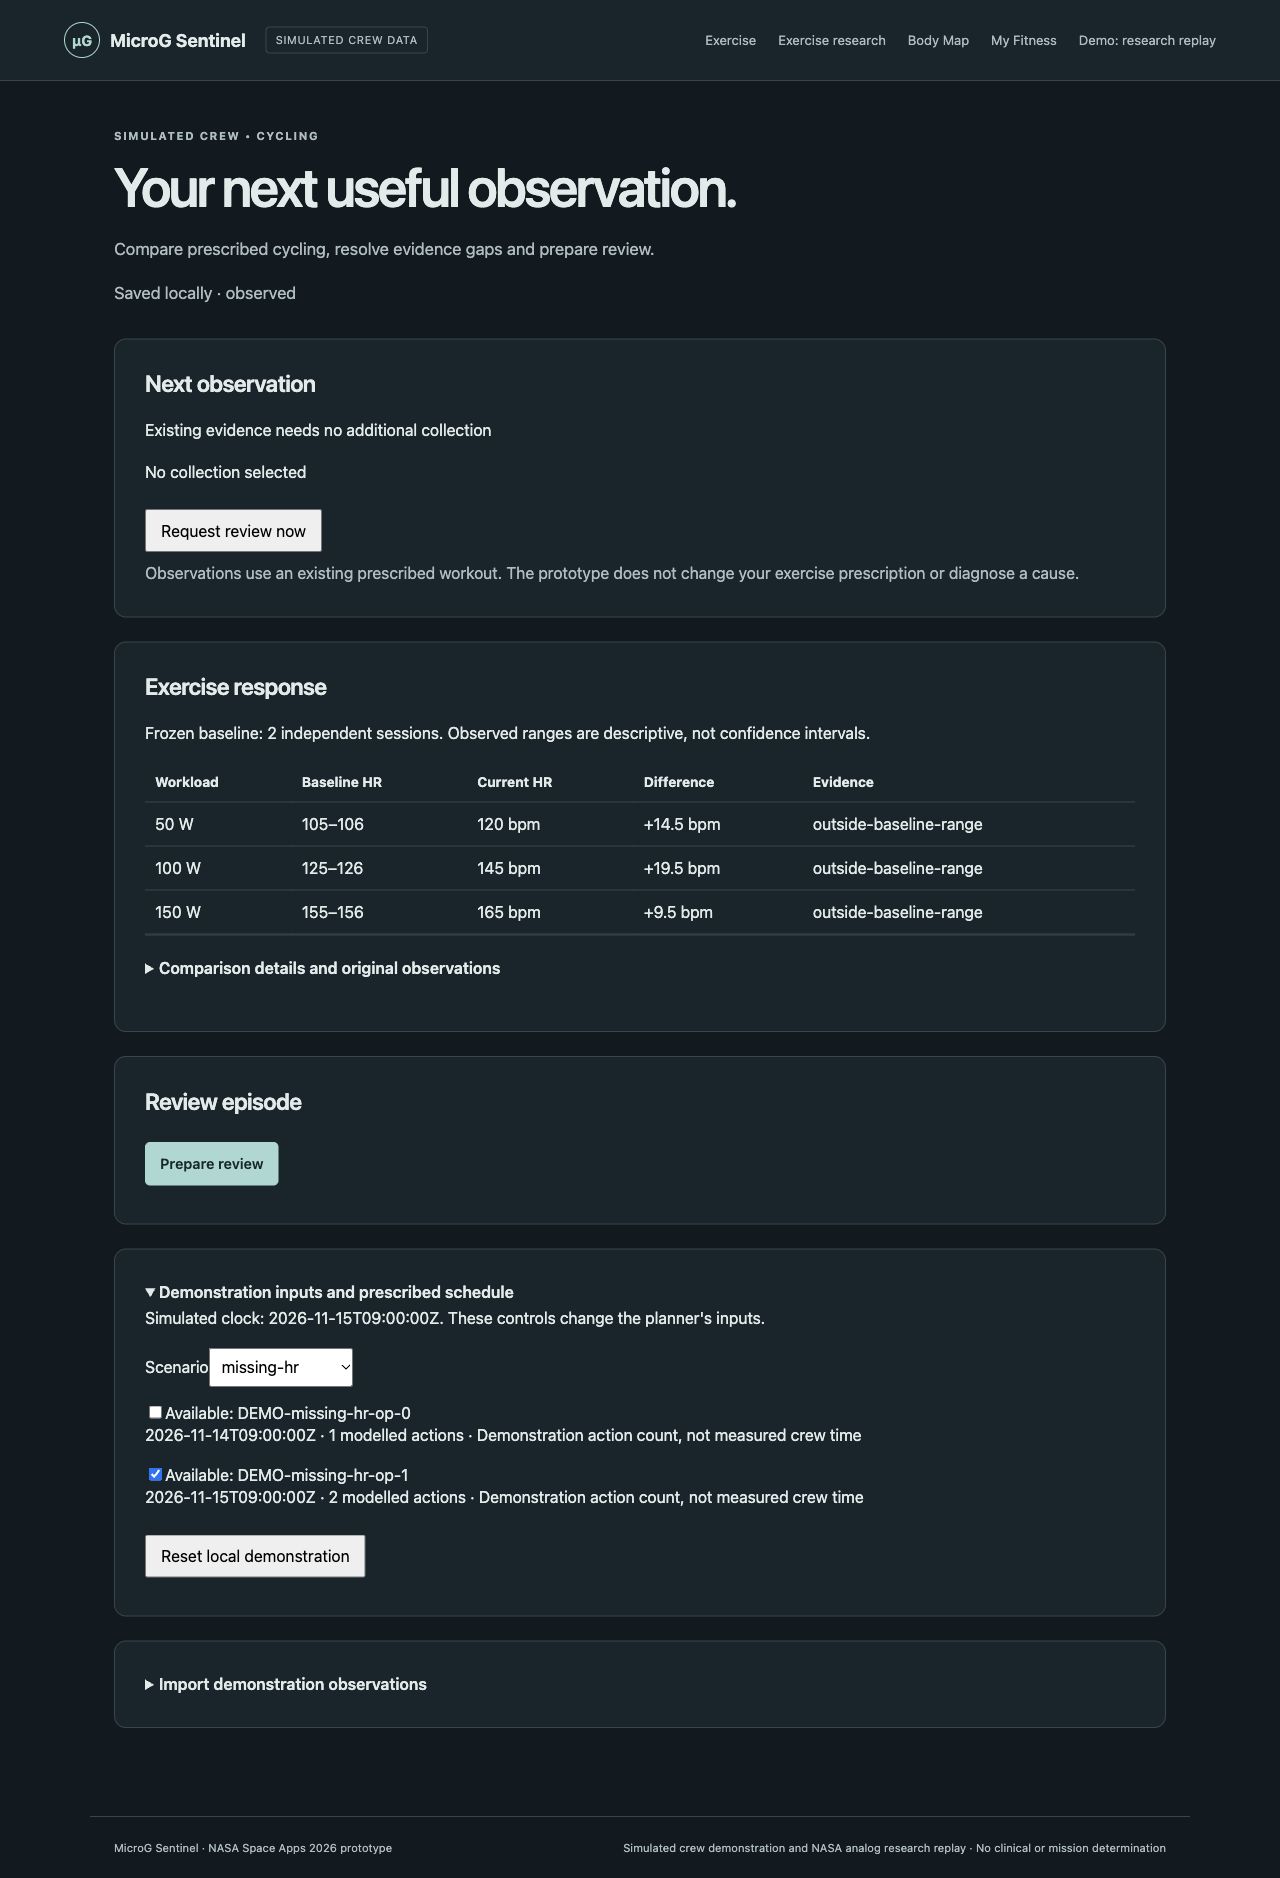 µG MicroG Sentinel SIMULATED CREW DATA Exercise Exercise research Body Map My Fitness Demo: research replay
SIMULATED CREW • CYCLING
Your next useful observation.
Compare prescribed cycling, resolve evidence gaps and prepare review.
Saved locally · observed
Next observation
Existing evidence needs no additional collection
No collection selected
Request review now
Observations use an existing prescribed workout. The prototype does not change your exercise prescription or diagnose a cause.
Exercise response
Frozen baseline: 2 independent sessions. Observed ranges are descriptive, not confidence intervals.
Workload Baseline HR Current HR Difference Evidence
50 W 105–106 120 bpm +14.5 bpm outside-baseline-range
100 W 125–126 145 bpm +19.5 bpm outside-baseline-range
150 W 155–156 165 bpm +9.5 bpm outside-baseline-range
Comparison details and original observations
Review episode
Prepare review
Demonstration inputs and prescribed schedule
Simulated clock: 2026-11-15T09:00:00Z. These controls change the planner's inputs.
Scenario missing-hr
Available: DEMO-missing-hr-op-0
2026-11-14T09:00:00Z · 1 modelled actions · Demonstration action count, not measured crew time
Available: DEMO-missing-hr-op-1
2026-11-15T09:00:00Z · 2 modelled actions · Demonstration action count, not measured crew time
Reset local demonstration
Import demonstration observations
MicroG Sentinel · NASA Space Apps 2026 prototype Simulated crew demonstration and NASA analog research replay · No clinical or mission determination